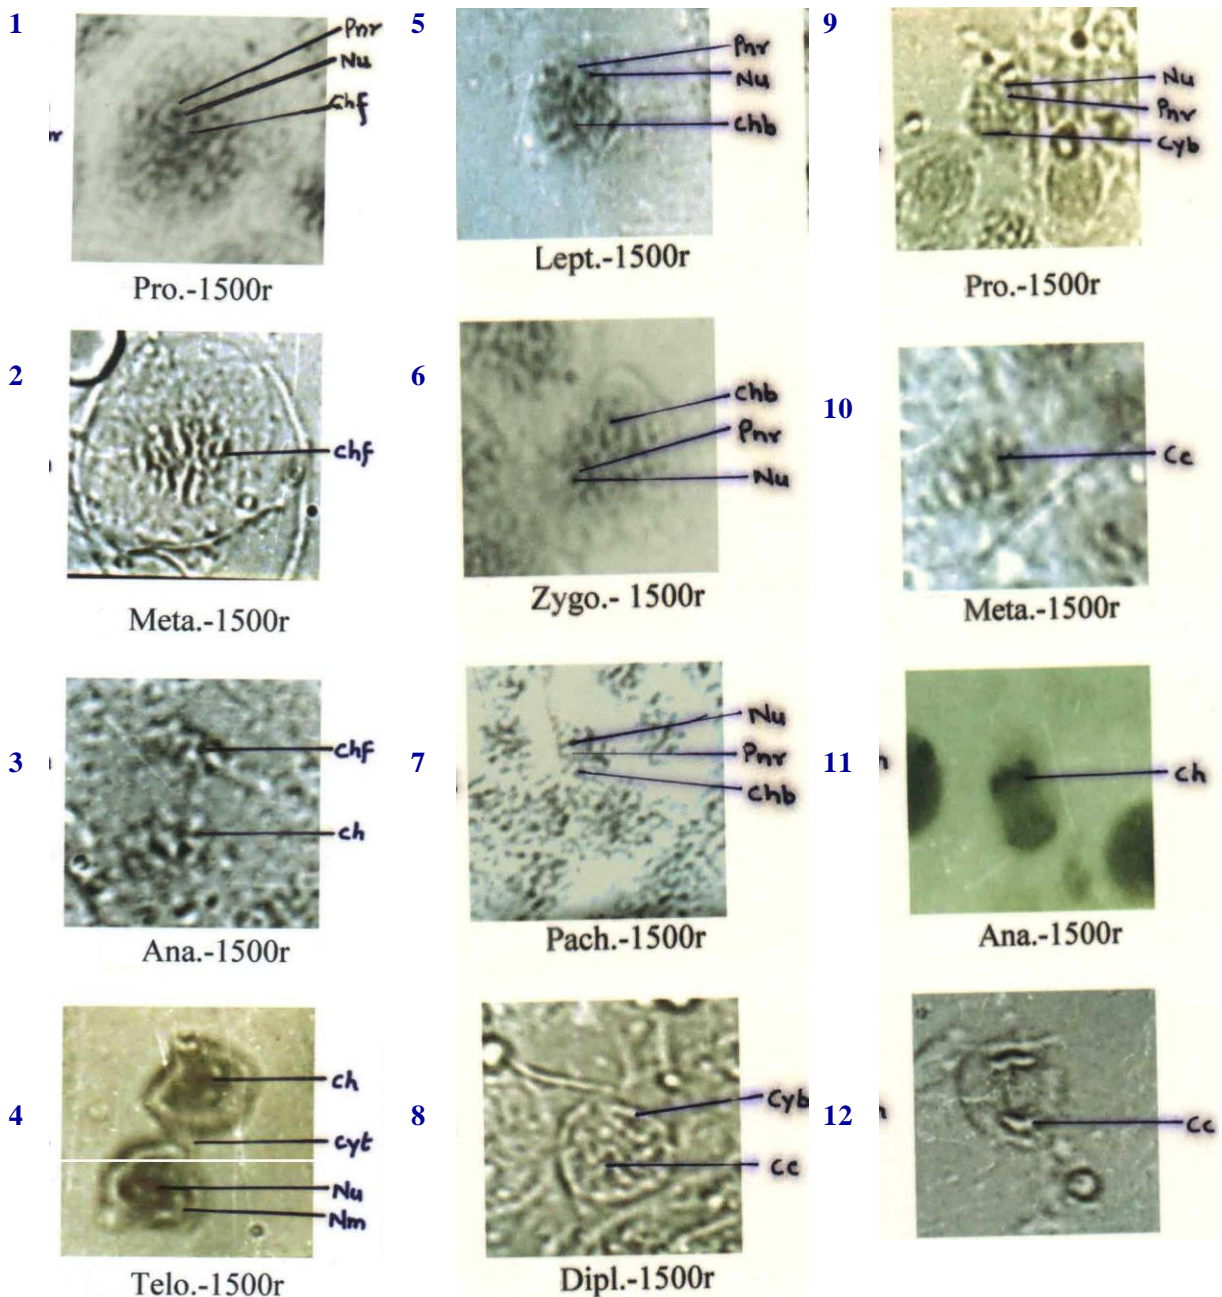 1
Pnr
Nu
Chf
Pro.-1500r
2
chf
Meta.-1500r
3
chf
ch
Ana.-1500r
4
ch
cyt
Nu
Nm
Telo.-1500r
5
Pnr
Nu
Chb
Lept.-1500r
6
Chb
Pnr
Nu
Zygo.- 1500r
7
Nu
Pnr
Chb
Pach.-1500r
8
Cyb
Cc
Dipl.-1500r
9
Nu
Pnr
Cyb
Pro.-1500r
10
Cc
Meta.-1500r
11
Ch
Ana.-1500r
12
Cc